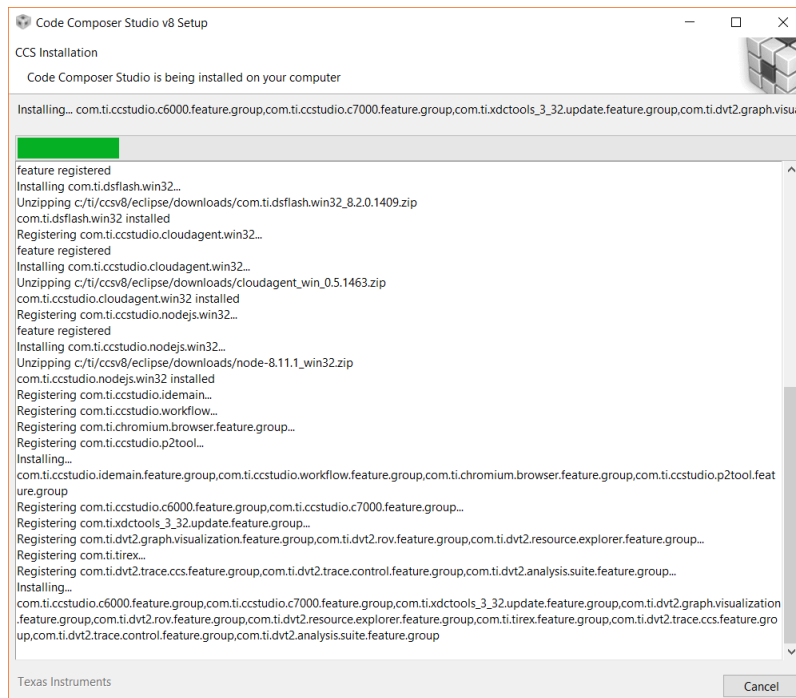 Code Composer Studio v8 Setup
CCS Installation
Code Composer Studio is being installed on your computer
Installing... com.ti.ccstudio.c6000.feature.group,com.ti.ccstudio.c7000.feature.group,com.ti.xdctools_3_32.update.feature.group,com.ti.dvt2.graph.visua
feature registered
Installing com.ti.dsflash.win32...
Unzipping c:/ti/ccsv8/eclipse/downloads/com.ti.dsflash.win32_8.2.0.1409.zip
com.ti.dsflash.win32 installed
Registering com.ti.ccstudio.cloudagent.win32...
feature registered
Installing com.ti.ccstudio.cloudagent.win32...
Unzipping c:/ti/ccsv8/eclipse/downloads/cloudagent_win_0.5.1463.zip
com.ti.ccstudio.cloudagent.win32 installed
Registering com.ti.ccstudio.nodejs.win32...
feature registered
Installing com.ti.ccstudio.nodejs.win32...
Unzipping c:/ti/ccsv8/eclipse/downloads/node-8.11.1_win32.zip
com.ti.ccstudio.nodejs.win32 installed
Registering com.ti.ccstudio.idemain...
Registering com.ti.ccstudio.workflow...
Registering com.ti.chromium.browser.feature.group...
Registering com.ti.ccstudio.p2tool...
Installing...
com.ti.ccstudio.idemain.feature.group,com.ti.ccstudio.workflow.feature.group,com.ti.chromium.browser.feature.group,com.ti.ccstudio.p2tool.feat
ure.group
Registering com.ti.ccstudio.c6000.feature.group,com.ti.ccstudio.c7000.feature.group...
Registering com.ti.xdctools_3_32.update.feature.group...
Registering com.ti.dvt2.graph.visualization.feature.group,com.ti.dvt2.rov.feature.group,com.ti.dvt2.resource.explorer.feature.group...
Registering com.ti.tirex...
Registering com.ti.dvt2.trace.ccs.feature.group,com.ti.dvt2.trace.control.feature.group,com.ti.dvt2.analysis.suite.feature.group...
Installing...
com.ti.ccstudio.c6000.feature.group,com.ti.ccstudio.c7000.feature.group,com.ti.xdctools_3_32.update.feature.group,com.ti.dvt2.graph.visualization
.feature.group,com.ti.dvt2.rov.feature.group,com.ti.dvt2.resource.explorer.feature.group,com.ti.tirex.feature.group,com.ti.dvt2.trace.ccs.feature.gro
up,com.ti.dvt2.trace.control.feature.group,com.ti.dvt2.analysis.suite.feature.group
Texas Instruments
Cancel